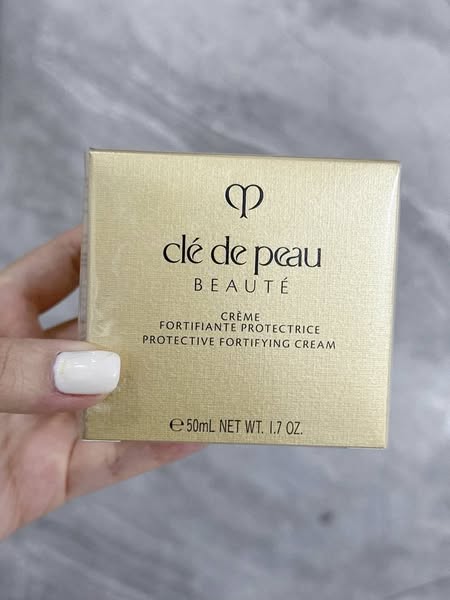 clé de peau
BEAUTÉ
CRÈME
FORTIFIANTE PROTECTRICE
PROTECTIVE FORTIFYING CREAM
℮ 50mL NET WT. 1.7 OZ.